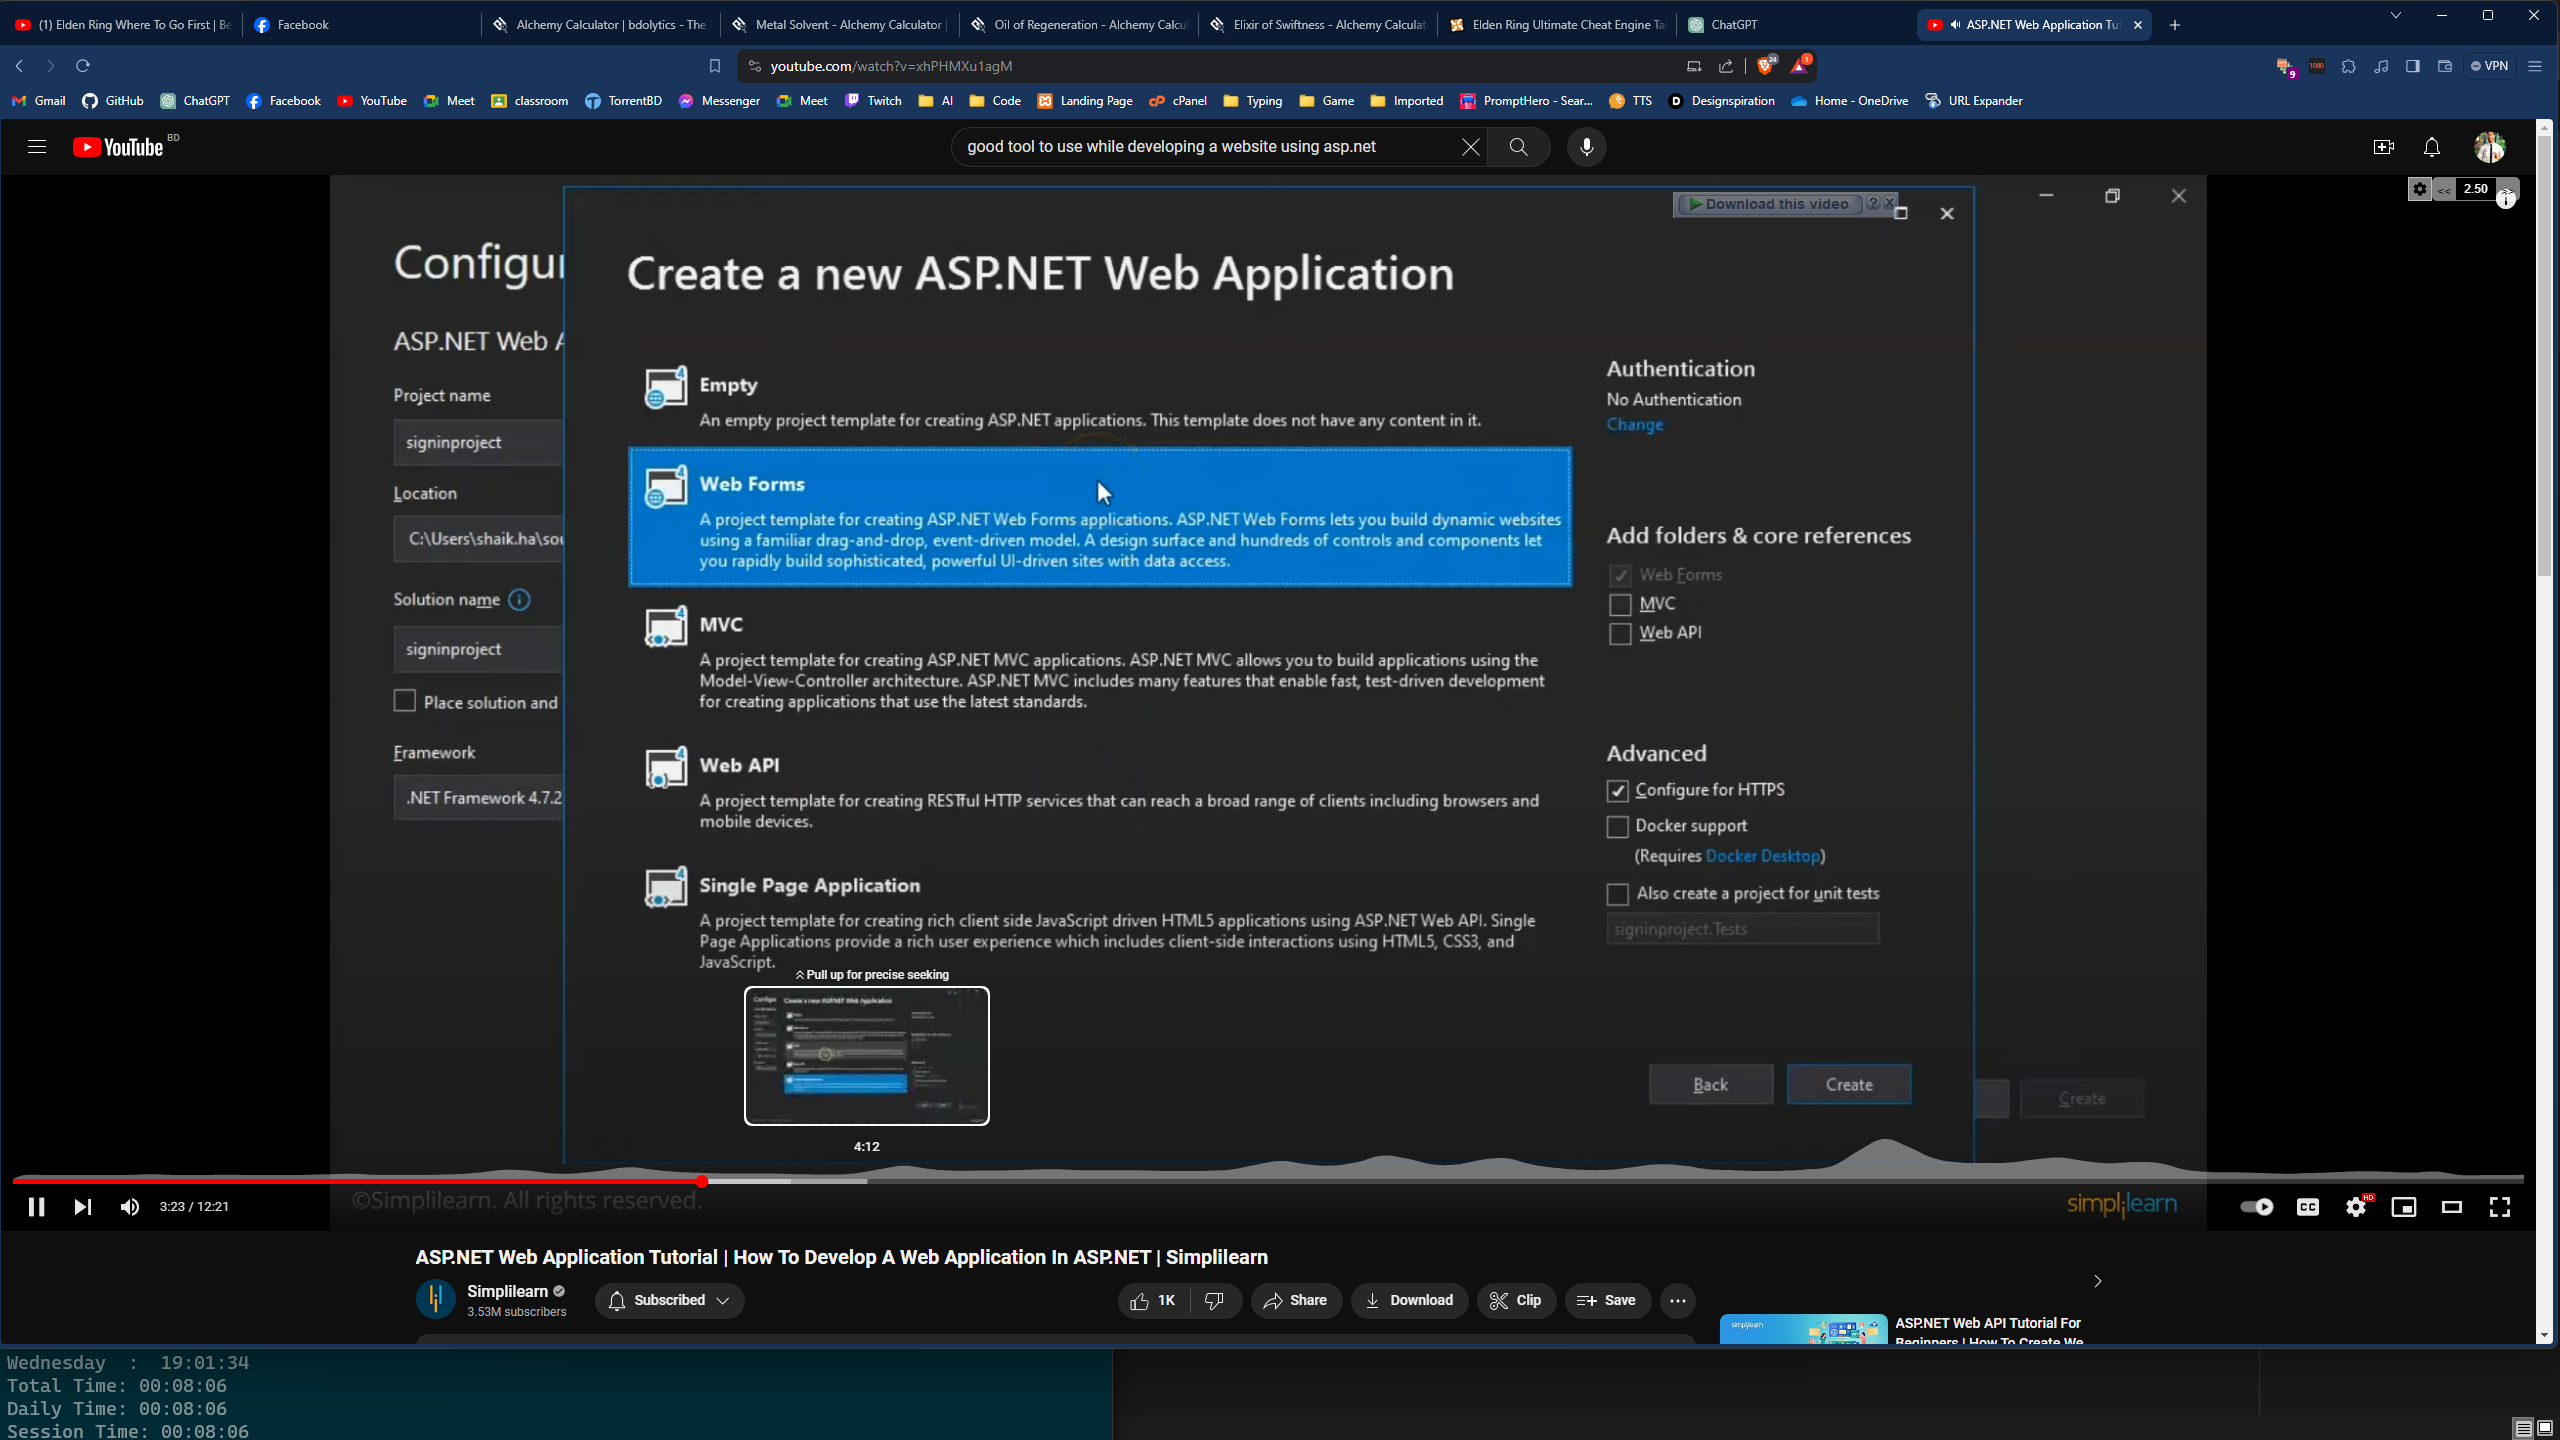 (1) Elden Ring Where To Go First | Be
Facebook
Alchemy Calculator | bdolytics - The
Metal Solvent - Alchemy Calculator
Oil of Regeneration - Alchemy Calcul
Elixir of Swiftness - Alchemy Calculat
Elden Ring Ultimate Cheat Engine Ta
ChatGPT
ASP.NET Web Application Tut
youtube.com/watch?v=xhPHMXu1agM
24
1
9
1080
VPN
Gmail
GitHub
ChatGPT
Facebook
YouTube
Meet
classroom
TorrentBD
Messenger
Meet
Twitch
AI
Code
Landing Page
cPanel
Typing
Game
Imported
PromptHero - Sear...
TTS
Designspiration
Home - OneDrive
URL Expander
YouTube BD
good tool to use while developing a website using asp.net
Download this video
<< 2.50
Configur
ASP.NET Web A
Project name
signinproject
Location
C:\Users\shaik.ha\sou
Solution name
signinproject
Place solution and
Framework
.NET Framework 4.7.2
Create a new ASP.NET Web Application
Empty
An empty project template for creating ASP.NET applications. This template does not have any content in it.
Web Forms
A project template for creating ASP.NET Web Forms applications. ASP.NET Web Forms lets you build dynamic websites
using a familiar drag-and-drop, event-driven model. A design surface and hundreds of controls and components let
you rapidly build sophisticated, powerful UI-driven sites with data access.
MVC
A project template for creating ASP.NET MVC applications. ASP.NET MVC allows you to build applications using the
Model-View-Controller architecture. ASP.NET MVC includes many features that enable fast, test-driven development
for creating applications that use the latest standards.
Web API
A project template for creating RESTful HTTP services that can reach a broad range of clients including browsers and
mobile devices.
Single Page Application
A project template for creating rich client side JavaScript driven HTML5 applications using ASP.NET Web API. Single
Page Applications provide a rich user experience which includes client-side interactions using HTML5, CSS3, and
JavaScript.
Authentication
No Authentication
Change
Add folders & core references
Web Forms
MVC
Web API
Advanced
Configure for HTTPS
Docker support
(Requires Docker Desktop)
Also create a project for unit tests
signinproject.Tests
Back
Create
Create
Pull up for precise seeking
4:12
©Simplilearn. All rights reserved.
simplilearn
3:23 / 12:21
HD
ASP.NET Web Application Tutorial | How To Develop A Web Application In ASP.NET | Simplilearn
Simplilearn
3.53M subscribers
Subscribed
1K
Share
Download
Clip
Save
simplilearn
ASP.NET Web API Tutorial For
Beginners | How To Create We
Wednesday : 19:01:34
Total Time: 00:08:06
Daily Time: 00:08:06
Session Time: 00:08:06